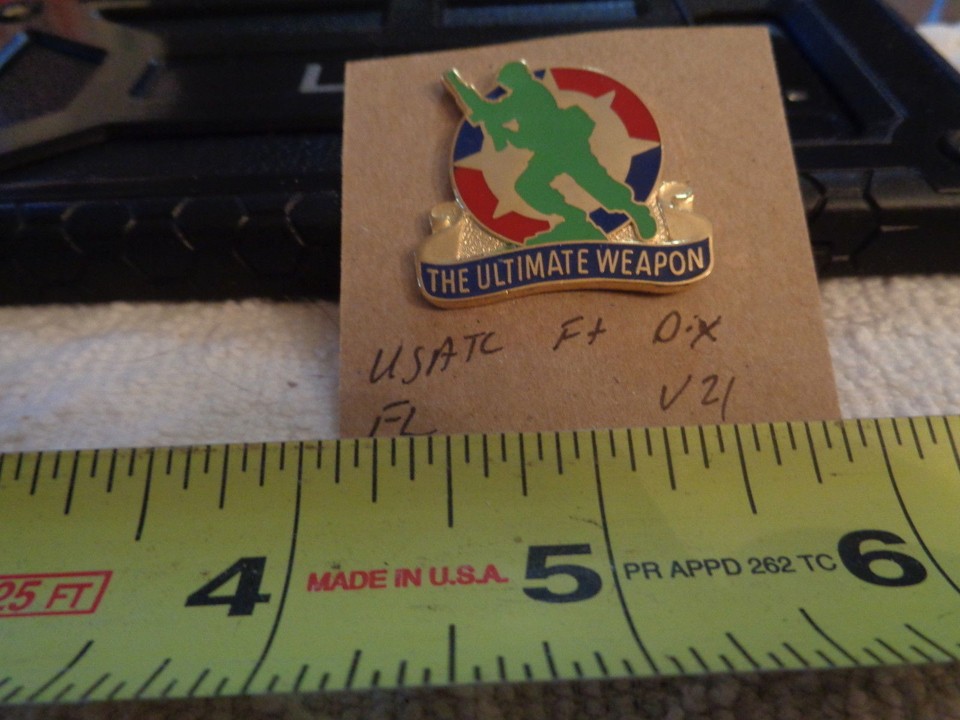 L
THE ULTIMATE WEAPON
USATC Ft Dix
FL V21
25 FT 4 MADE IN U.S.A. 5 PR APPD 262 TC 6